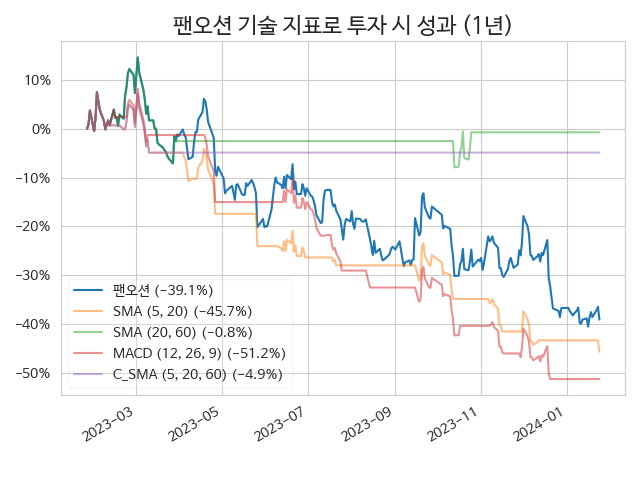 팬오션 기술 지표로 투자 시 성과 (1년)
10%
0%
−10%
−20%
−30%
−40%
−50%
팬오션 (−39.1%)
SMA (5, 20) (−45.7%)
SMA (20, 60) (−0.8%)
MACD (12, 26, 9) (−51.2%)
C_SMA (5, 20, 60) (−4.9%)
2023−03
2023−05
2023−07
2023−09
2023−11
2024−01